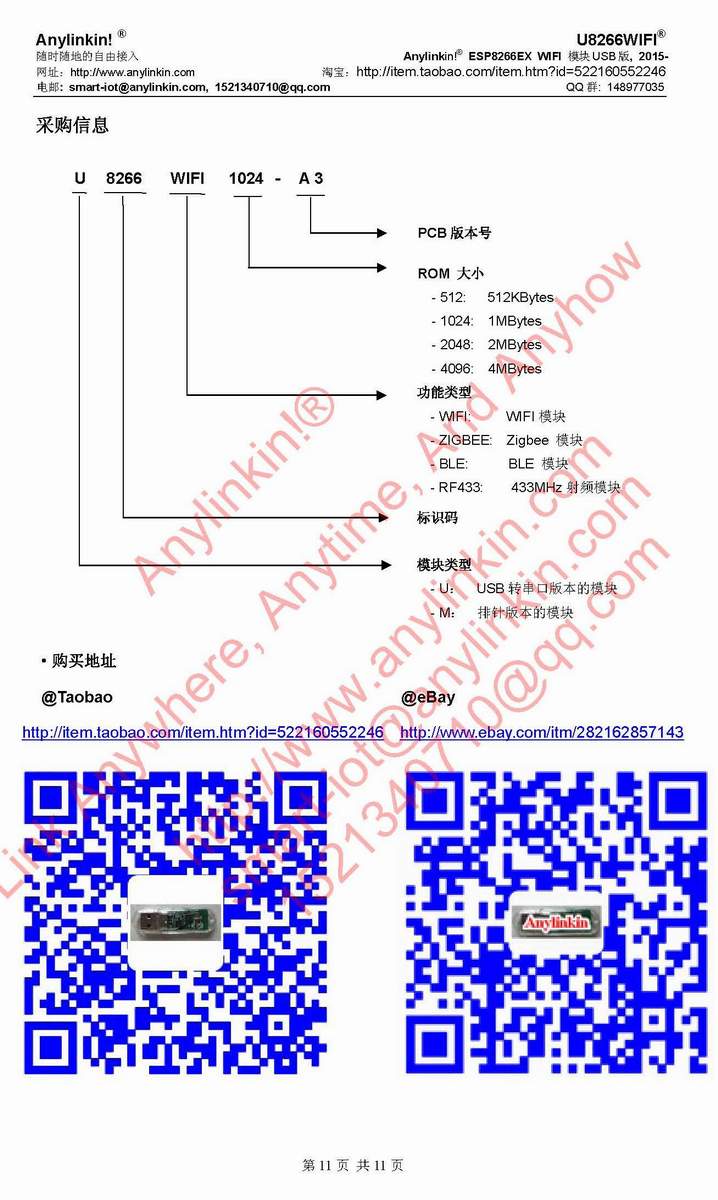 Anylinkin! ®
U8266WIFI®
随时随地的自由接入
Anylinkin!® ESP8266EX WIFI 模块USB版, 2015-
网址: http://www.anylinkin.com
淘宝: http://item.taobao.com/item.htm?id=522160552246
电邮: smart-iot@anylinkin.com, 1521340710@qq.com
QQ 群: 148977035
采购信息
U 8266 WIFI 1024 - A 3
PCB 版本号
ROM 大小
- 512: 512KBytes
- 1024: 1MBytes
- 2048: 2MBytes
- 4096: 4MBytes
功能类型
- WIFI: WIFI 模块
- ZIGBEE: Zigbee 模块
- BLE: BLE 模块
- RF433: 433MHz 射频模块
标识码
模块类型
- U： USB 转串口版本的模块
- M： 排针版本的模块
• 购买地址
@Taobao
@eBay
http://item.taobao.com/item.htm?id=522160552246
http://www.ebay.com/itm/282162857143
Anylinkin
Anylinkin!®
Link Anywhere, Anytime, And Anyhow
http://www.anylinkin.com
smart-iot@anylinkin.com
1521340710@qq.com
第 11 页 共 11 页